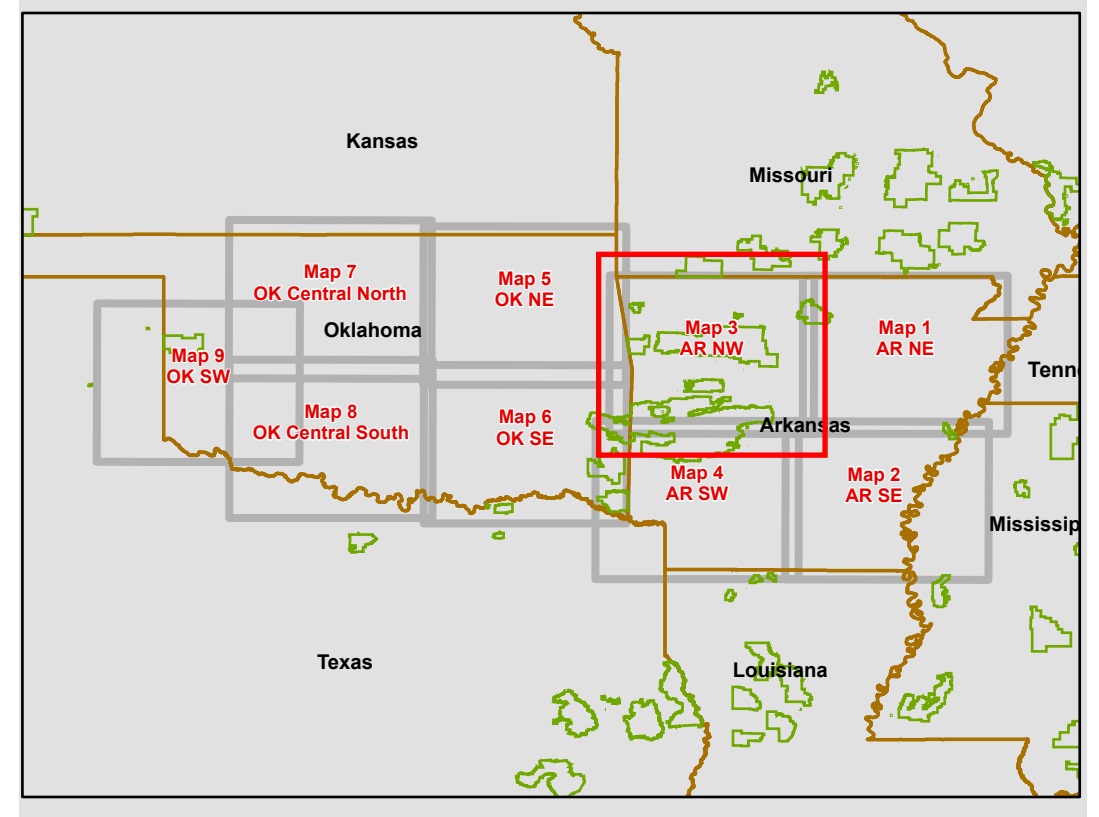 Kansas
Missouri
Map 7
OK Central North
Map 5
OK NE
Oklahoma
Map 3
AR NW
Map 1
AR NE
Map 9
OK SW
Tenn
Map 8
OK Central South
Map 6
OK SE
Arkansas
Map 4
AR SW
Map 2
AR SE
Mississip
Texas
Louisiana